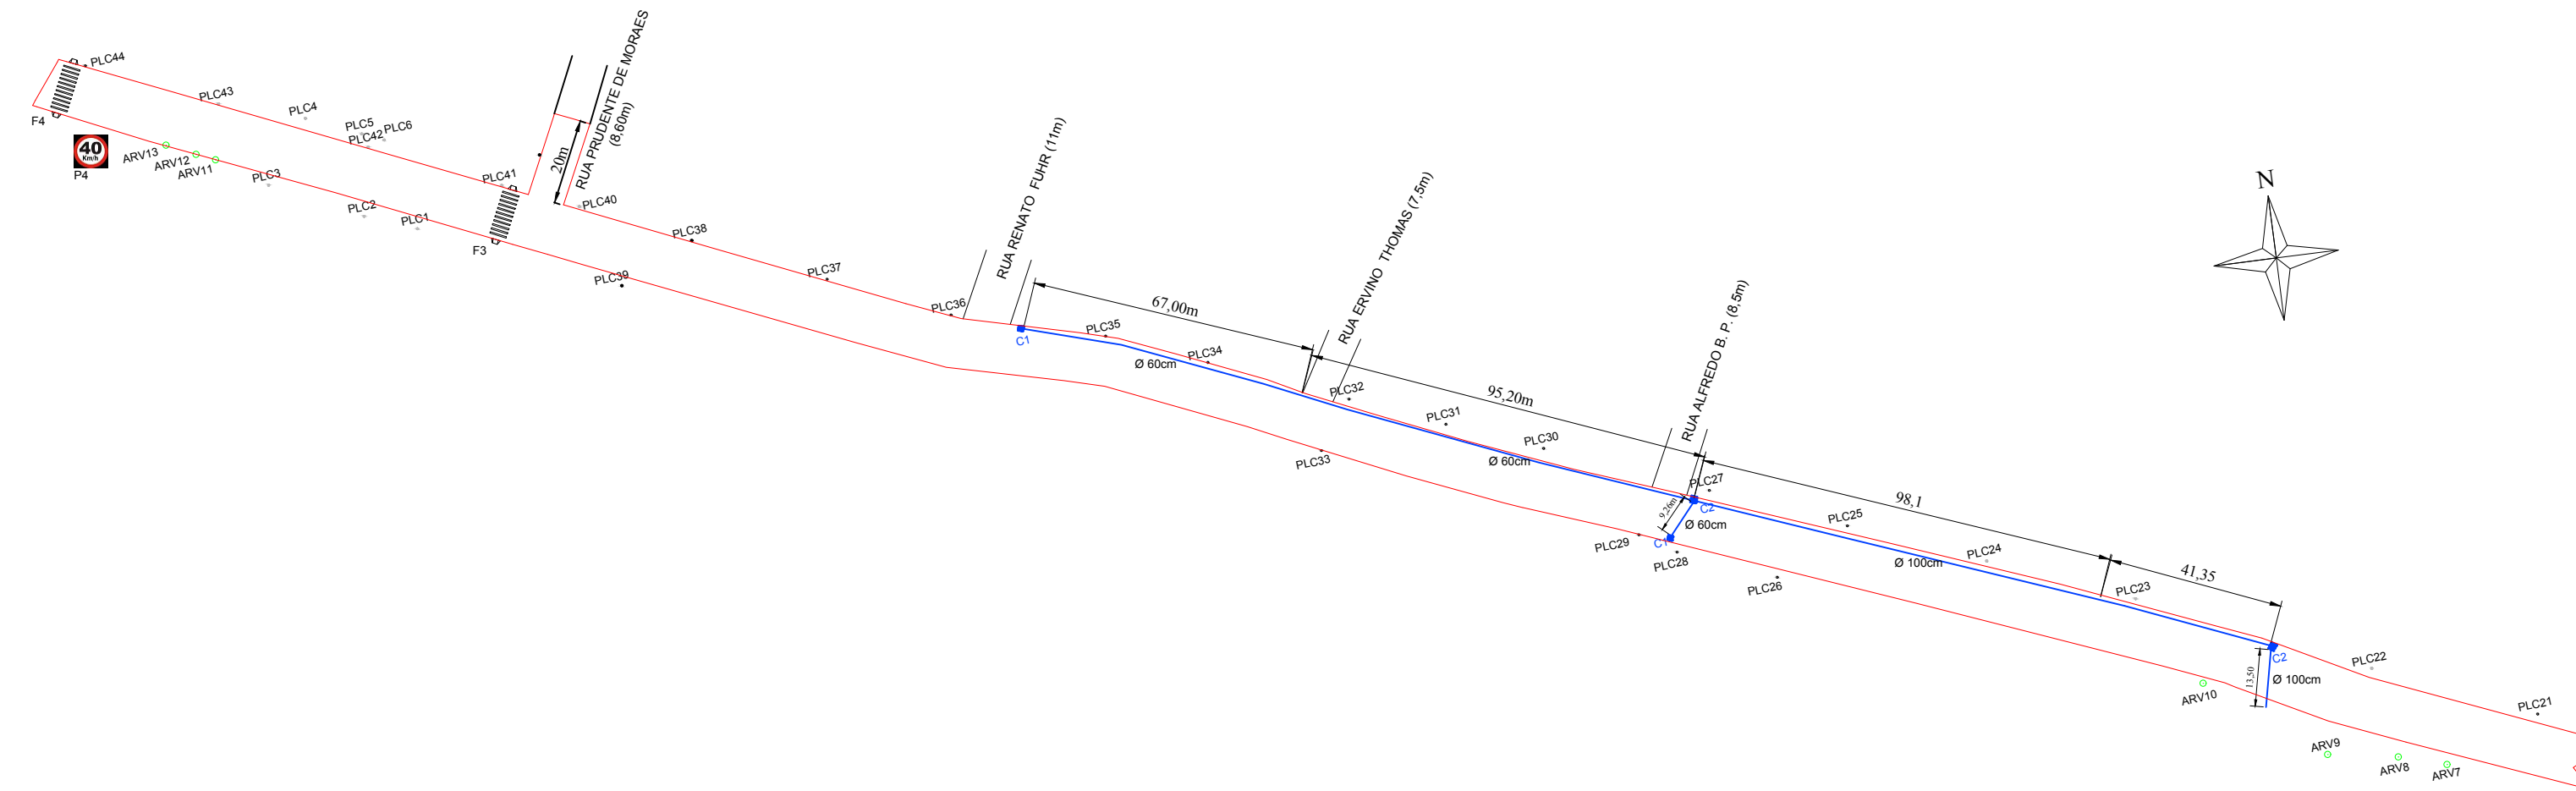 PLC44
PLC43
PLC4
PLC5
PLC42
PLC6
F4
40
Km/h
P4
ARV13
ARV12
ARV11
PLC3
PLC2
PLC1
PLC41
F3
20m
RUA PRUDENTE DE MORAES
(8,60m)
PLC40
PLC39
PLC38
PLC37
PLC36
RUA RENATO FUHR (11m)
C1
67,00m
PLC35
Ø 60cm
PLC34
RUA ERVINO THOMAS (7,5m)
PLC32
PLC33
95,20m
PLC31
Ø 60cm
PLC30
RUA ALFREDO B. P. (8,5m)
PLC27
C2
9,26m
Ø 60cm
C1
PLC29
PLC28
PLC26
98,1
PLC25
Ø 100cm
PLC24
41,35
PLC23
N
C2
13,50
Ø 100cm
PLC22
PLC21
ARV10
ARV9
ARV8
ARV7